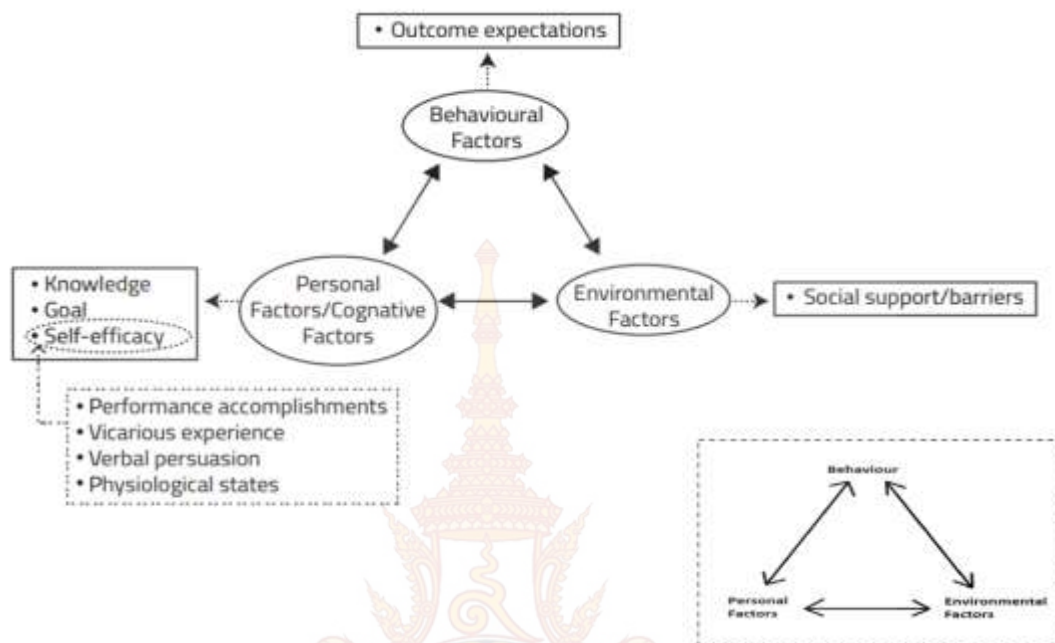 • Outcome expectations
Behavioural
Factors
Personal
Factors/Cognative
Factors
Environmental
Factors
• Knowledge
• Goal
• Self-efficacy
• Social support/barriers
• Performance accomplishments
• Vicarious experience
• Verbal persuasion
• Physiological states
Behaviour
Personal
Factors
Environmental
Factors